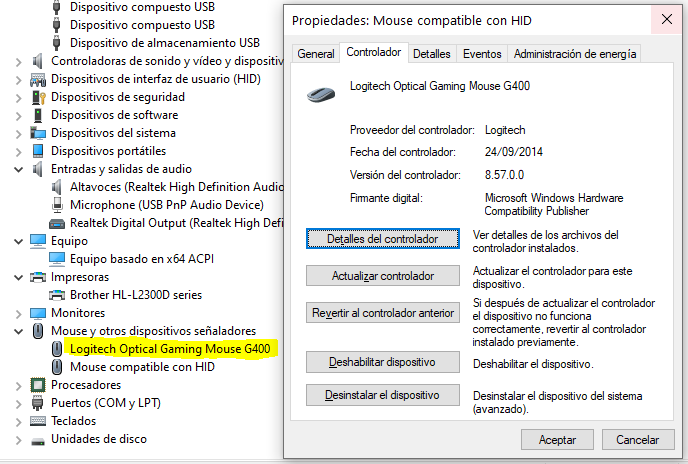 Dispositivo compuesto USB
Dispositivo compuesto USB
Dispositivo de almacenamiento USB
Controladoras de sonido y vídeo y dispositiv
Dispositivos de interfaz de usuario (HID)
Dispositivos de seguridad
Dispositivos de software
Dispositivos del sistema
Dispositivos portátiles
Entradas y salidas de audio
Altavoces (Realtek High Definition Audio
Microphone (USB PnP Audio Device)
Realtek Digital Output (Realtek High Defi
Equipo
Equipo basado en x64 ACPI
Impresoras
Brother HL-L2300D series
Monitores
Mouse y otros dispositivos señaladores
Logitech Optical Gaming Mouse G400
Mouse compatible con HID
Procesadores
Puertos (COM y LPT)
Teclados
Unidades de disco
Propiedades: Mouse compatible con HID
General Controlador Detalles Eventos Administración de energía
Logitech Optical Gaming Mouse G400
Proveedor del controlador: Logitech
Fecha del controlador: 24/09/2014
Versión del controlador: 8.57.0.0
Firmante digital: Microsoft Windows Hardware
Compatibility Publisher
Detalles del controlador
Ver detalles de los archivos del
controlador instalados.
Actualizar controlador
Actualizar el controlador para este
dispositivo.
Revertir al controlador anterior
Si después de actualizar el controlador
el dispositivo no funciona
correctamente, revertir al controlador
instalado previamente.
Deshabilitar dispositivo
Deshabilitar el dispositivo.
Desinstalar el dispositivo
Desinstalar el dispositivo del sistema
(avanzado).
Aceptar Cancelar